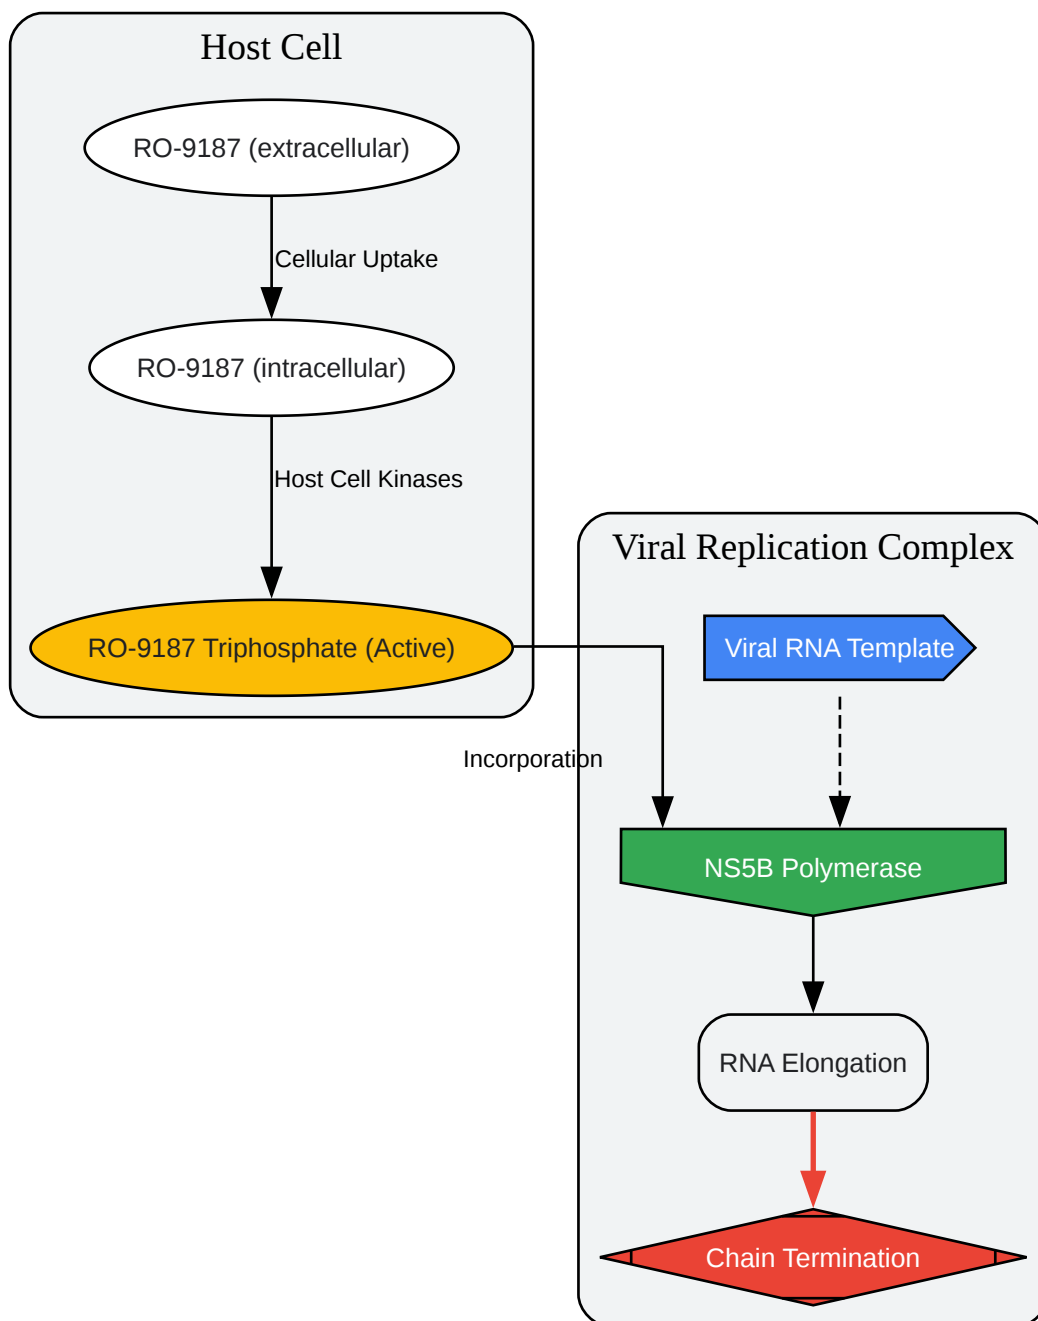 Host Cell
RO-9187 (extracellular)
Cellular Uptake
RO-9187 (intracellular)
Host Cell Kinases
RO-9187 Triphosphate (Active)
Incorporation
Viral Replication Complex
Viral RNA Template
NS5B Polymerase
RNA Elongation
Chain Termination